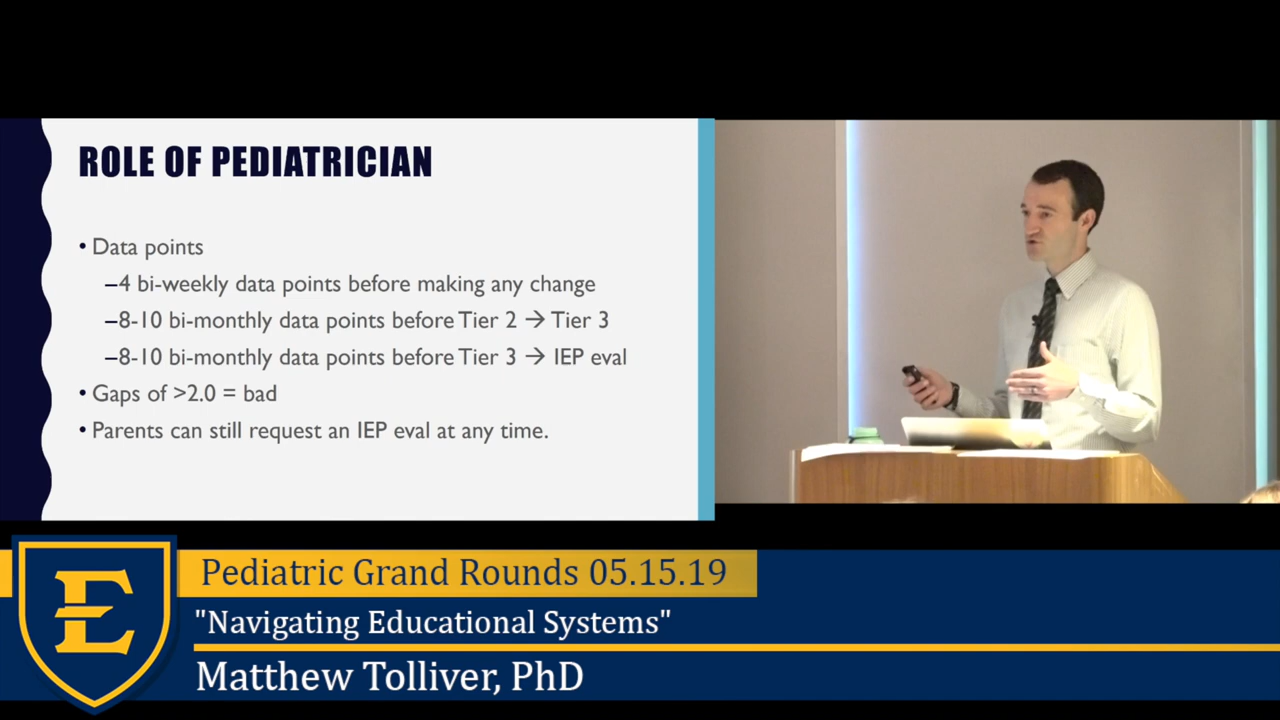 ROLE OF PEDIATRICIAN
• Data points
–4 bi-weekly data points before making any change
–8-10 bi-monthly data points before Tier 2 → Tier 3
–8-10 bi-monthly data points before Tier 3 → IEP eval
• Gaps of >2.0 = bad
• Parents can still request an IEP eval at any time.
E
Pediatric Grand Rounds 05.15.19
"Navigating Educational Systems"
Matthew Tolliver, PhD